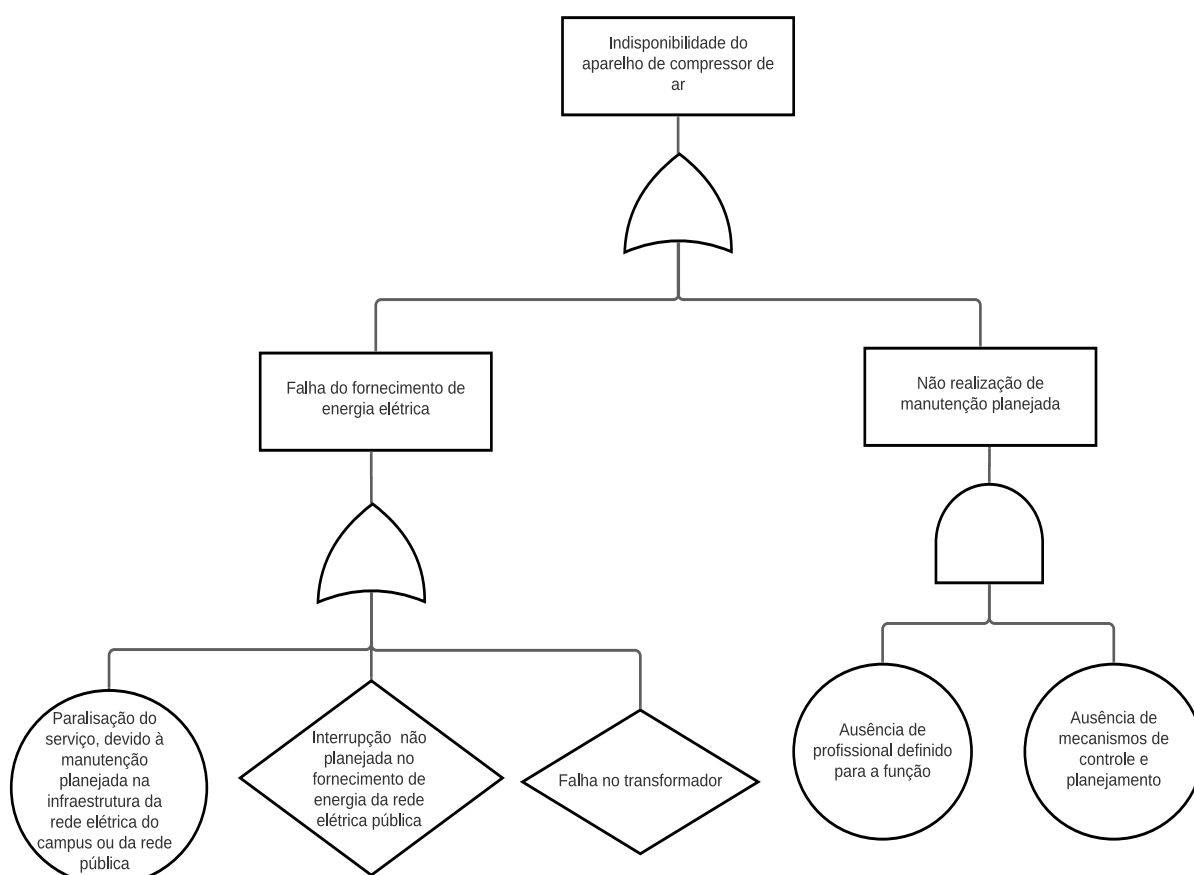 Indisponibilidade do
aparelho de compressor de
ar
Falha do fornecimento de
energia elétrica
Não realização de
manutenção planejada
Paralisação do
serviço, devido à
manutenção
planejada na
infraestrutura da
rede elétrica do
campus ou da rede
pública
Interrupção  não
planejada no
fornecimento de
energia da rede
elétrica pública
Falha no transformador
Ausência de
profissional definido
para a função
Ausência de
mecanismos de
controle e
planejamento